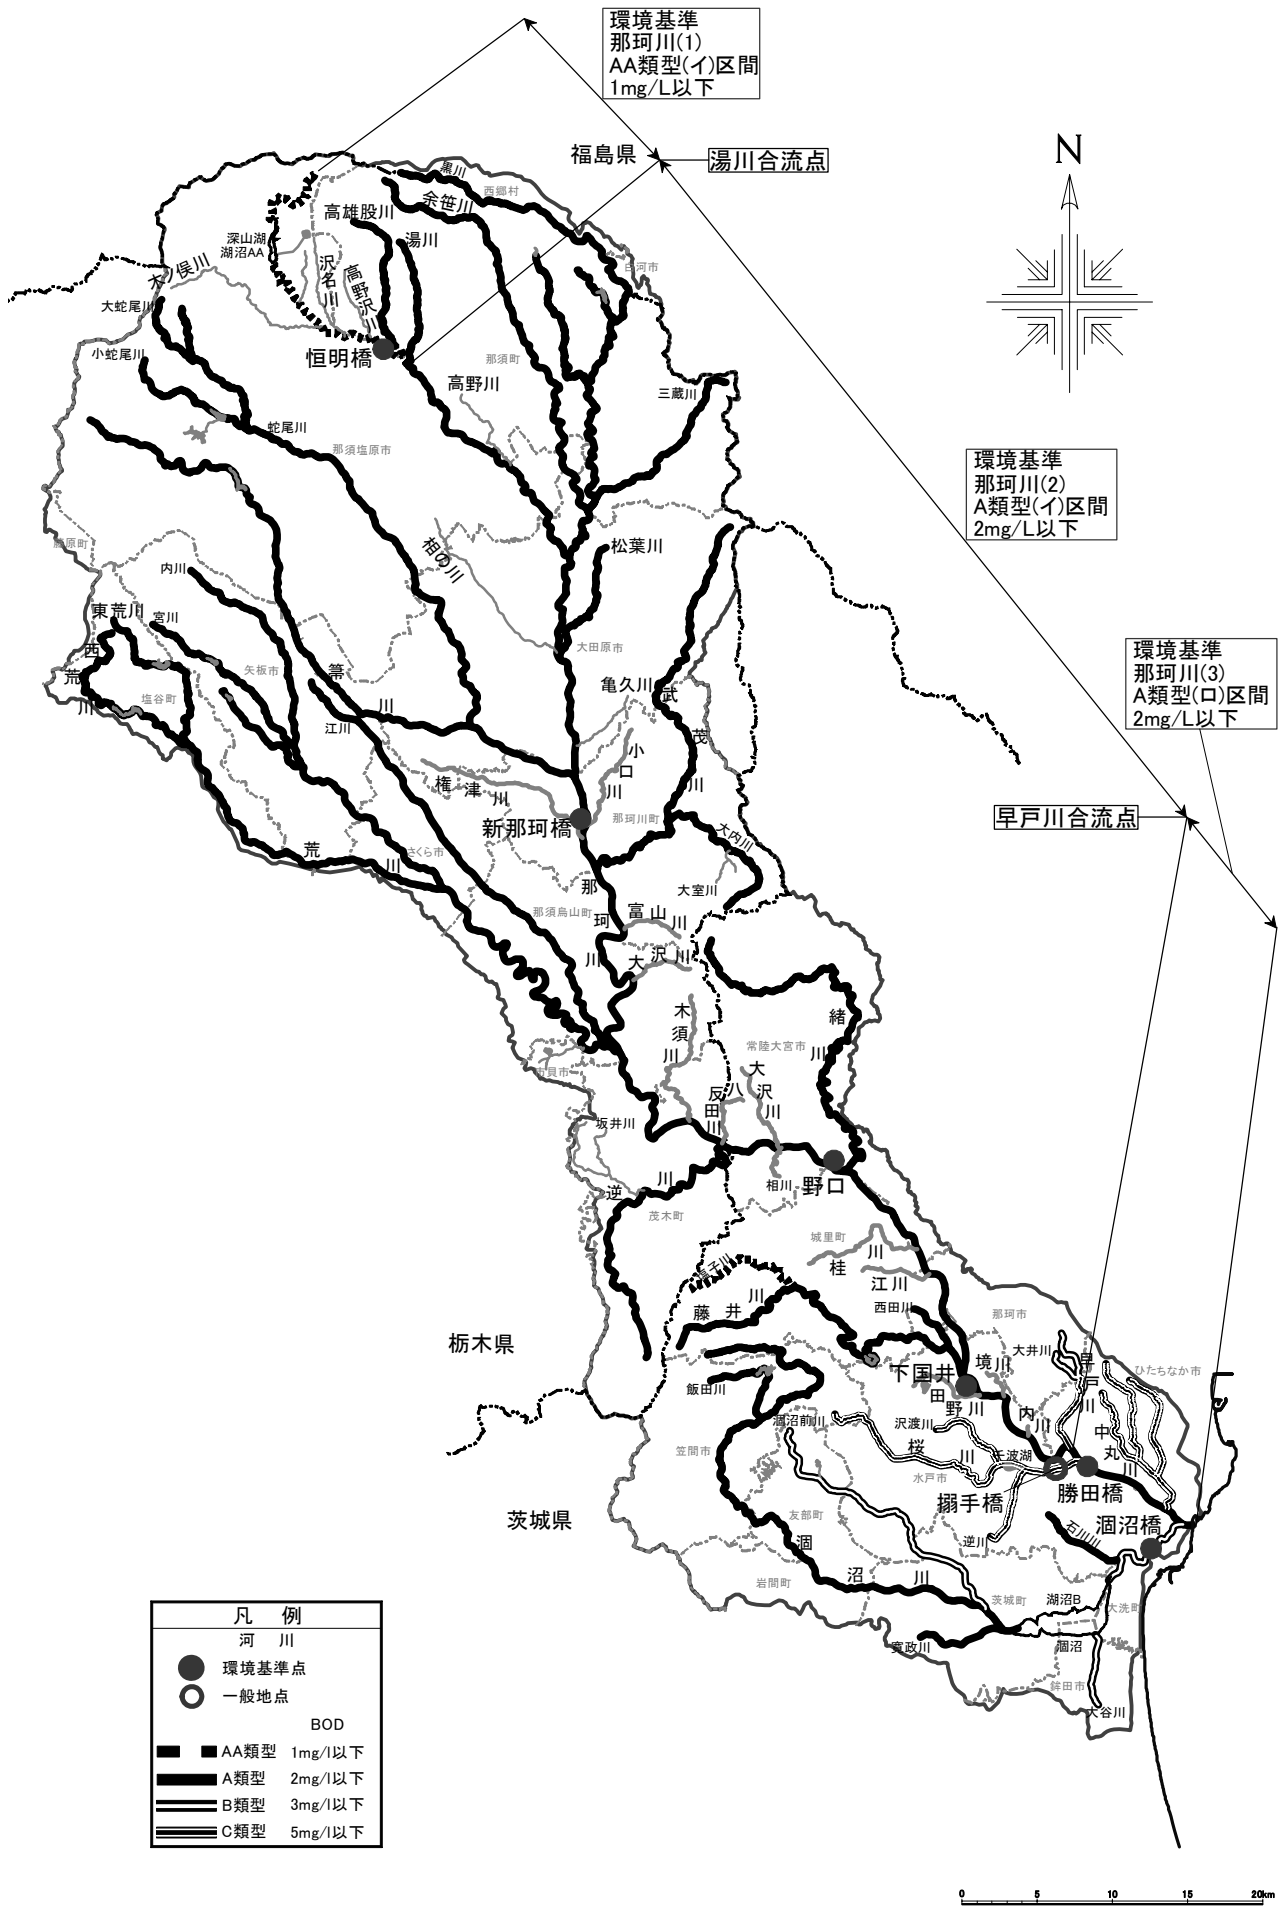 環境基準
那珂川(1)
AA類型(イ)区間
1mg/L以下
福島県
湯川合流点
N
黒川
西郷村
余笹川
高雄股川
湯川
深山湖
湖沼AA
沢名川
高野沢川
木ノ俣川
白河市
大蛇尾川
小蛇尾川
恒明橋
那須町
高野川
三蔵川
蛇尾川
那須塩原市
環境基準
那珂川(2)
A類型(イ)区間
2mg/L以下
藤原町
相の川
松葉川
内川
東荒川
宮川
西荒川
大田原市
矢板市
箒川
塩谷町
亀久川
武茂川
環境基準
那珂川(3)
A類型(ロ)区間
2mg/L以下
江川
小口川
権津川
新那珂橋
那珂川町
早戸川合流点
大内川
荒川
さくら市
大室川
那珂川
那須烏山町
富山川
大沢川
木須川
緒川
常陸大宮市
市貝市
大沢川
八反田川
坂井川
逆川
相川
野口
茂木町
城里町
桂川
江川
西田川
藤井川
那珂市
栃木県
大井川
早戸川
ひたちなか市
下国井
境川
飯田川
田野川
内川
涸沼前川
沢渡川
桜川
千波湖
中丸川
笠間市
水戸市
搦手橋
勝田橋
茨城県
友部町
逆川
石川川
涸沼橋
涸沼川
岩間町
茨城町
湖沼B
大洗町
寛政川
涸沼
鉾田市
大谷川
凡 例
河 川
環境基準点
一般地点
BOD
AA類型 1mg/l以下
A類型 2mg/l以下
B類型 3mg/l以下
C類型 5mg/l以下
0 5 10 15 20km